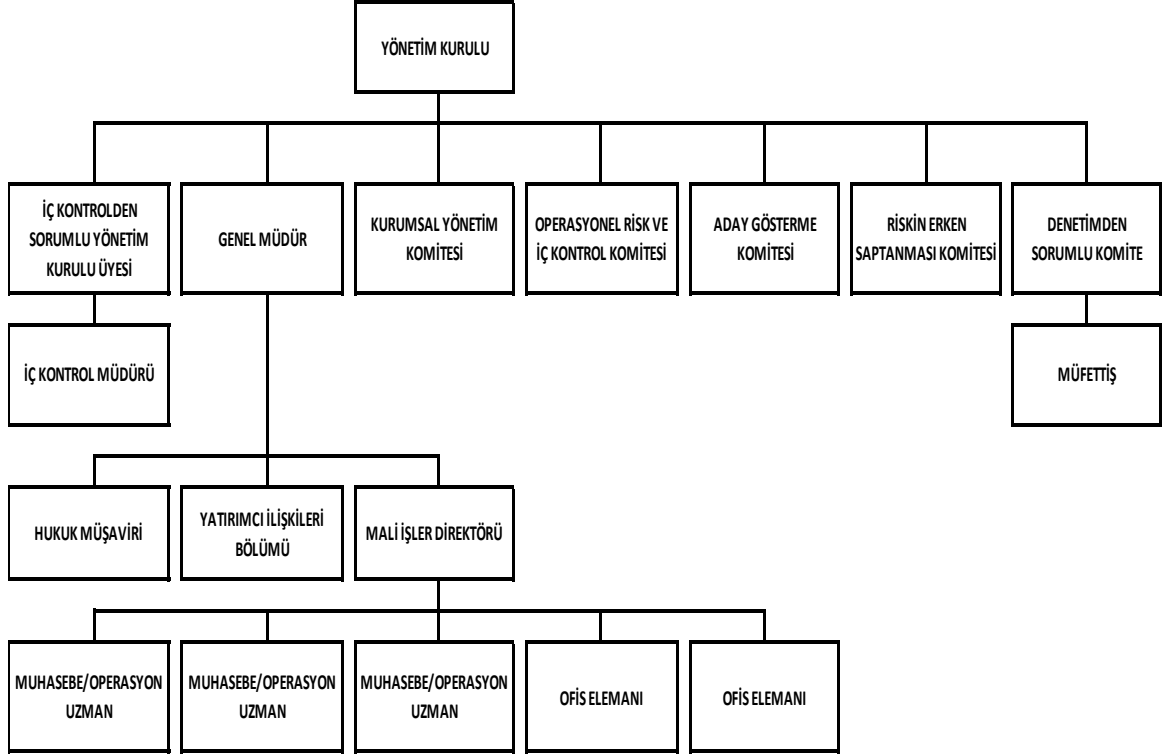 YÖNETİM KURULU
İÇ KONTROLDEN
SORUMLU YÖNETİM
KURULU ÜYESİ
GENEL MÜDÜR
KURUMSAL YÖNETİM
KOMİTESİ
OPERASYONEL RİSK VE
İÇ KONTROL KOMİTESİ
ADAY GÖSTERME
KOMİTESİ
RİSKİN ERKEN
SAPTANMASI KOMİTESİ
DENETİMDEN
SORUMLU KOMİTE
İÇ KONTROL MÜDÜRÜ
MÜFETTİŞ
HUKUK MÜŞAVİRİ
YATIRIMCI İLİŞKİLERİ
BÖLÜMÜ
MALİ İŞLER DİREKTÖRÜ
MUHASEBE/OPERASYON
UZMAN
MUHASEBE/OPERASYON
UZMAN
MUHASEBE/OPERASYON
UZMAN
OFİS ELEMANI
OFİS ELEMANI